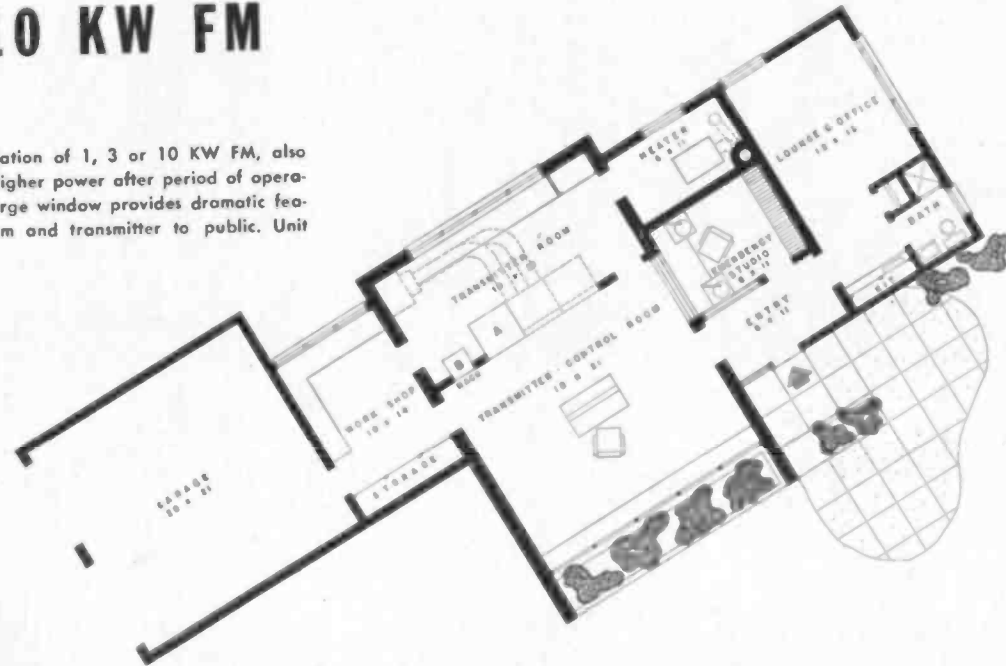 10 KW FM
ation of 1, 3 or 10 KW FM, also
igher power after period of opera-
rge window provides dramatic fea-
m and transmitter to public. Unit
HEATER
LOUNGE & OFFICE
BATH
KIT
TRANSMITTER ROOM
EMERGENCY
STUDIO
ENTRY
A
B
RACK
TRANSMITTER - CONTROL ROOM
WORK SHOP
STORAGE
GARAGE